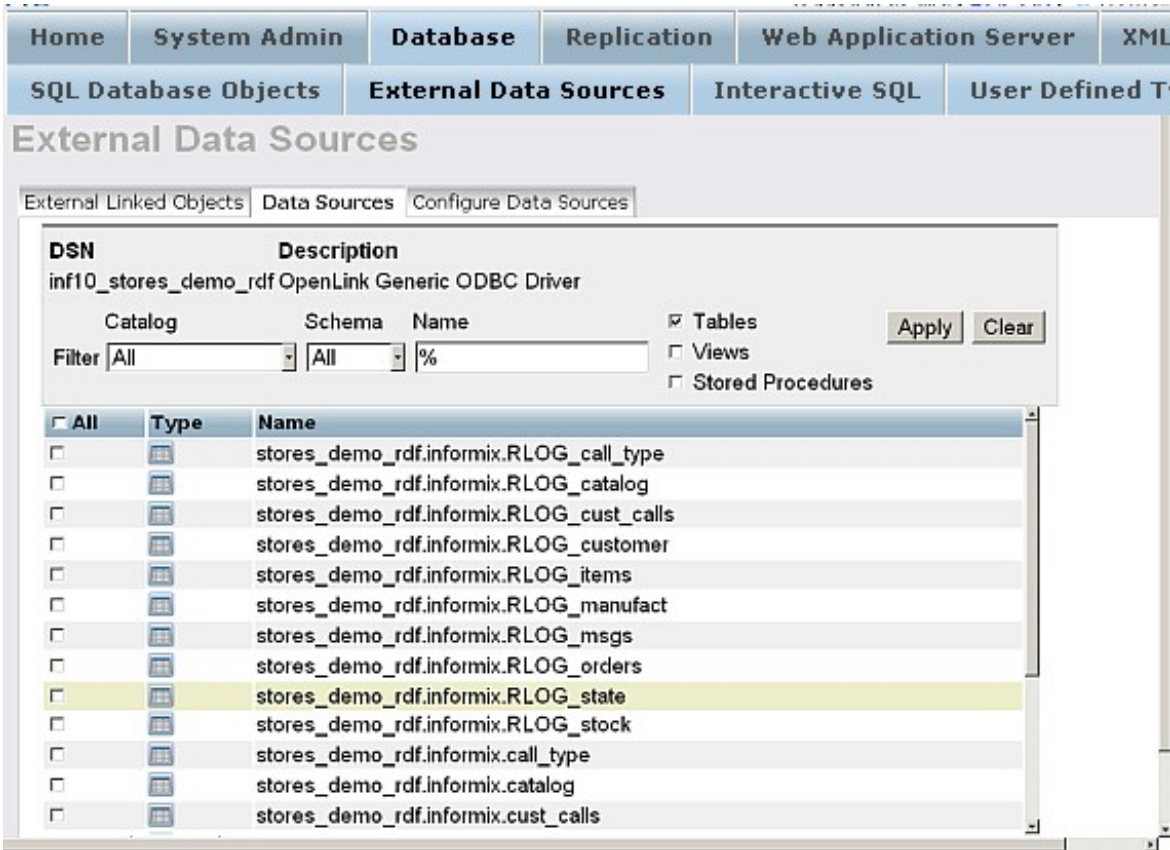 Home System Admin Database Replication Web Application Server XML
SQL Database Objects External Data Sources Interactive SQL User Defined T
External Data Sources
External Linked Objects Data Sources Configure Data Sources
DSN Description
inf10_stores_demo_rdf OpenLink Generic ODBC Driver
Catalog Schema Name Tables Apply Clear
Filter All All % Views
Stored Procedures
All Type Name
stores_demo_rdf.informix.RLOG_call_type
stores_demo_rdf.informix.RLOG_catalog
stores_demo_rdf.informix.RLOG_cust_calls
stores_demo_rdf.informix.RLOG_customer
stores_demo_rdf.informix.RLOG_items
stores_demo_rdf.informix.RLOG_manufact
stores_demo_rdf.informix.RLOG_msgs
stores_demo_rdf.informix.RLOG_orders
stores_demo_rdf.informix.RLOG_state
stores_demo_rdf.informix.RLOG_stock
stores_demo_rdf.informix.call_type
stores_demo_rdf.informix.catalog
stores_demo_rdf.informix.cust_calls